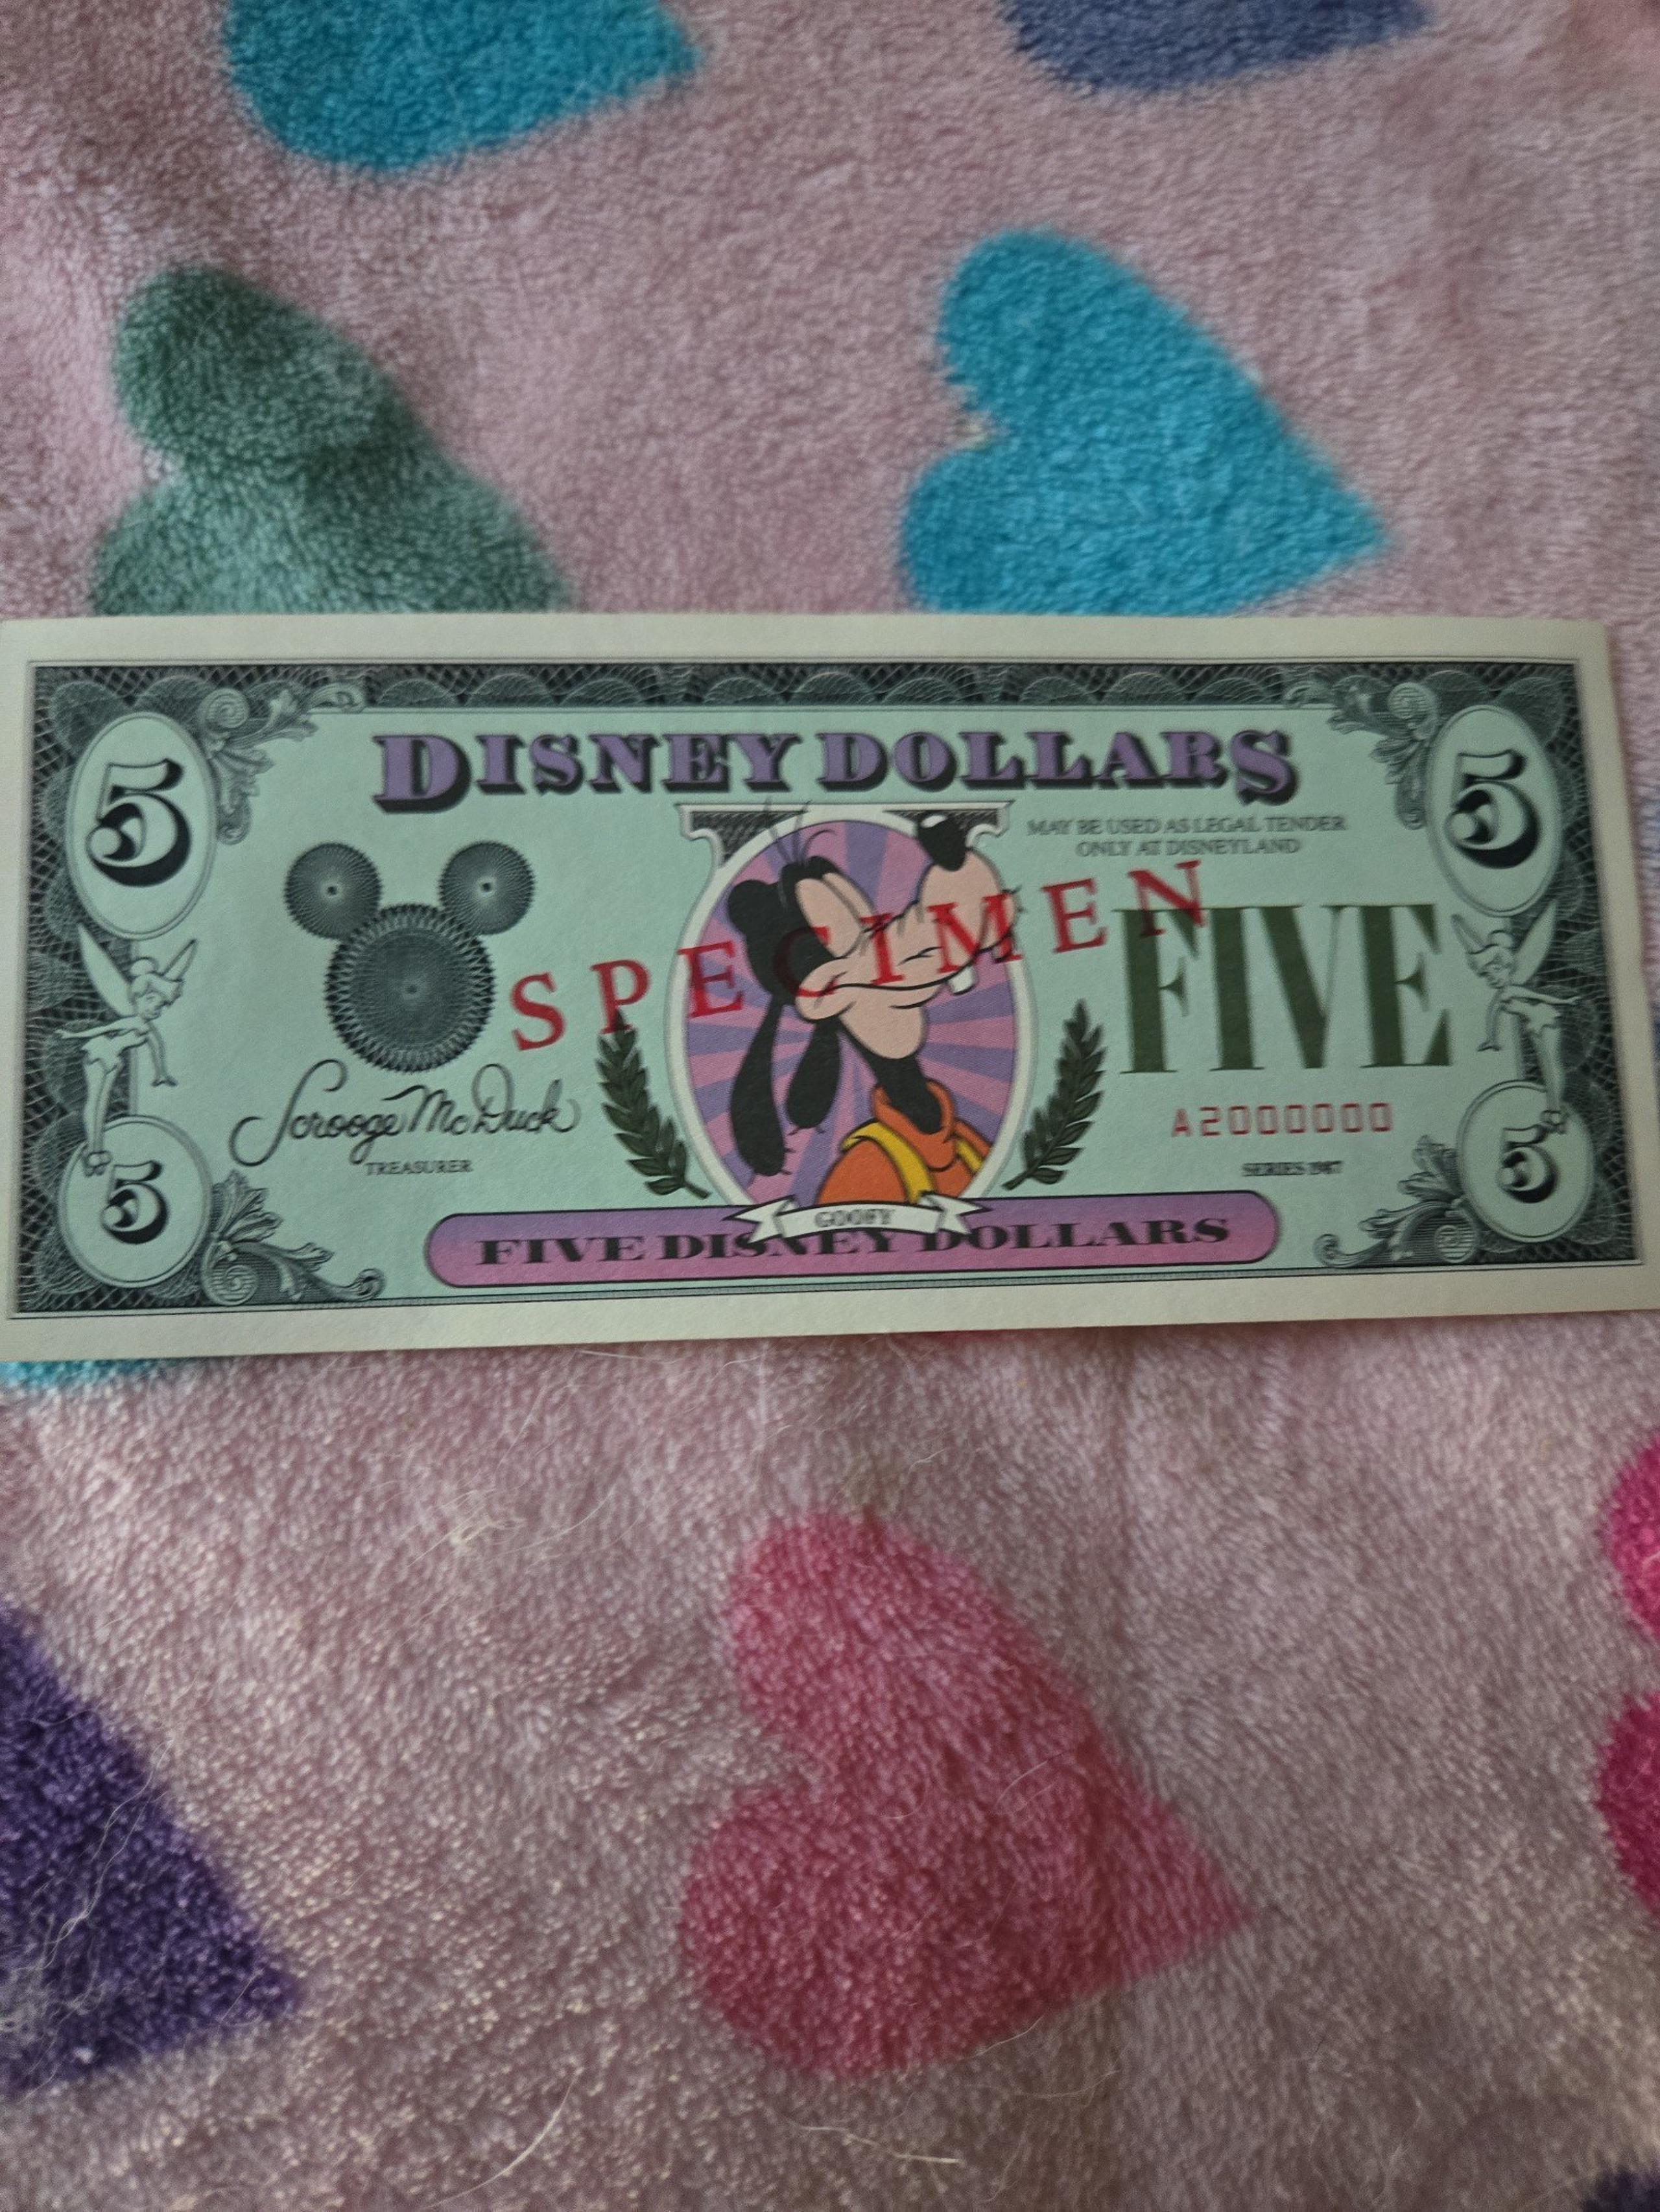 DISNEY DOLLARS
5
5
MAY BE USED AS LEGAL TENDER
ONLY AT DISNEYLAND
SPECIMEN
FIVE
Scrooge McDuck
TREASURER
A2000000
SERIES 1987
5
5
GOOFY
FIVE DISNEY DOLLARS